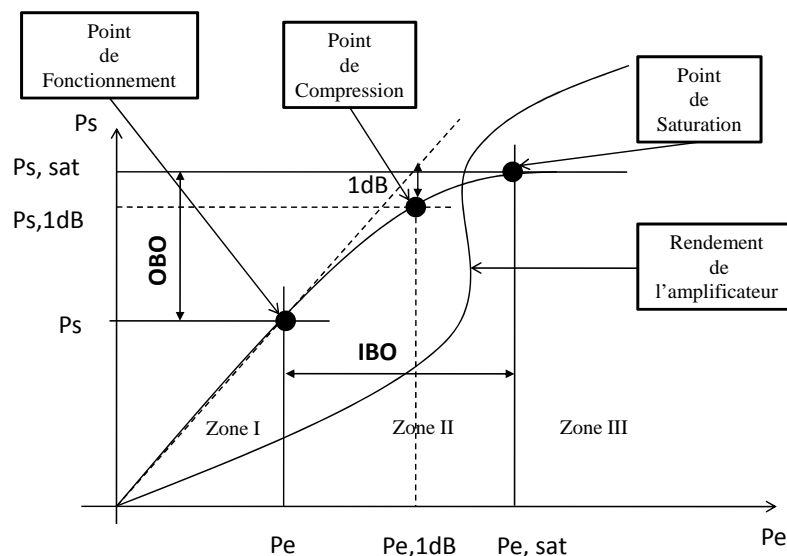 Point
de
Fonctionnement
Point
de
Compression
Point
de
Saturation
Ps
Ps, sat
1dB
Ps,1dB
OBO
Rendement
de
l’amplificateur
Ps
IBO
Zone I
Zone II
Zone III
Pe
Pe,1dB
Pe, sat
Pe